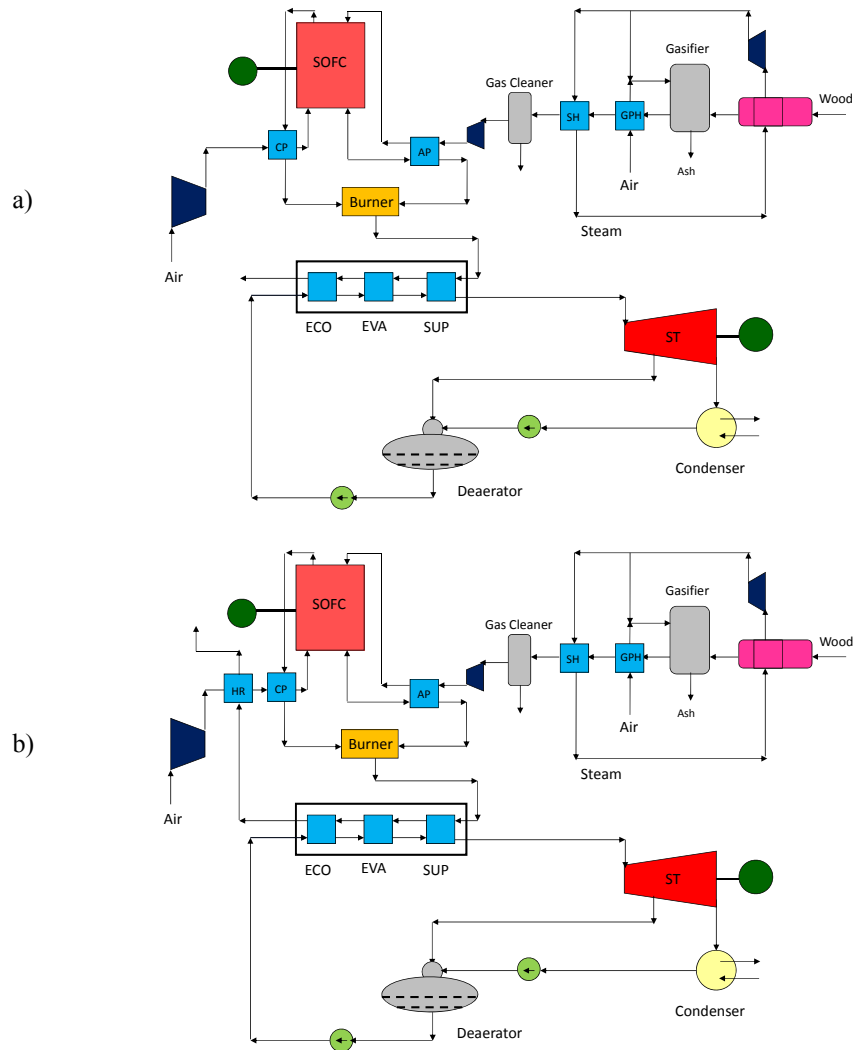 Gasifier
SOFC
Gas Cleaner
Wood
SH
GPH
CP
AP
Ash
Air
a)
Burner
Steam
Air
ECO
EVA
SUP
ST
Condenser
Deaerator
Gasifier
SOFC
Gas Cleaner
Wood
SH
GPH
HR
CP
AP
Ash
Air
b)
Burner
Steam
Air
ECO
EVA
SUP
ST
Condenser
Deaerator